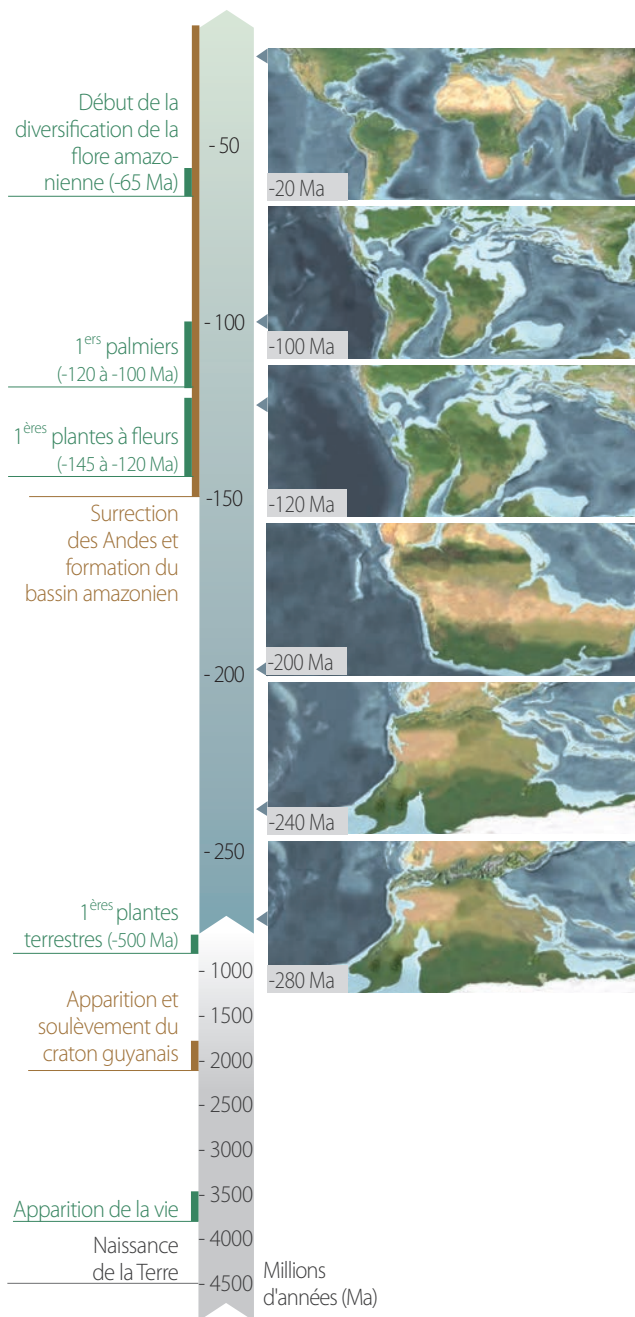 Début de la
diversification de la
flore amazo-
nienne (-65 Ma)
1ers palmiers
(-120 à -100 Ma)
1ères plantes à fleurs
(-145 à -120 Ma)
Surrection
des Andes et
formation du
bassin amazonien
1ères plantes
terrestres (-500 Ma)
Apparition et
soulèvement du
craton guyanais
Apparition de la vie
Naissance
de la Terre
- 50
- 100
-150
- 200
- 250
- 1000
- 1500
- 2000
- 2500
- 3000
- 3500
- 4000
- 4500
Millions
d'années (Ma)
-20 Ma
-100 Ma
-120 Ma
-200 Ma
-240 Ma
-280 Ma